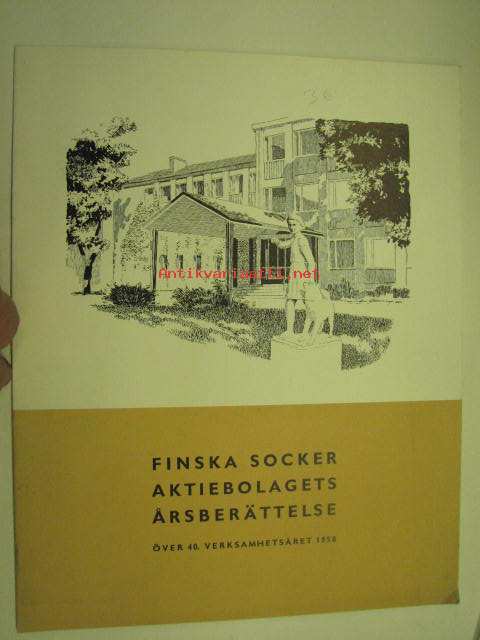 36
Antikvariaatti.net
FINSKA SOCKER
AKTIEBOLAGETS
ÅRSBERÄTTELSE
ÖVER 40. VERKSAMHETSÅRET 1958